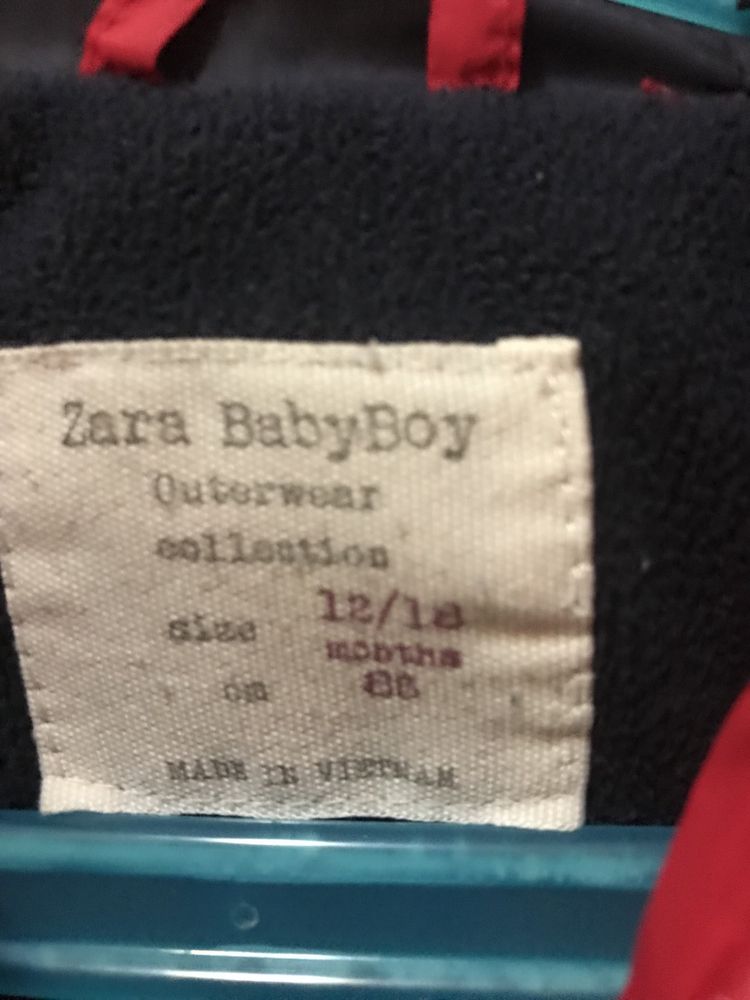 Zara BabyBoy
Outerwear
collection
size 12/18
months
cm 86
MADE IN VIETNAM